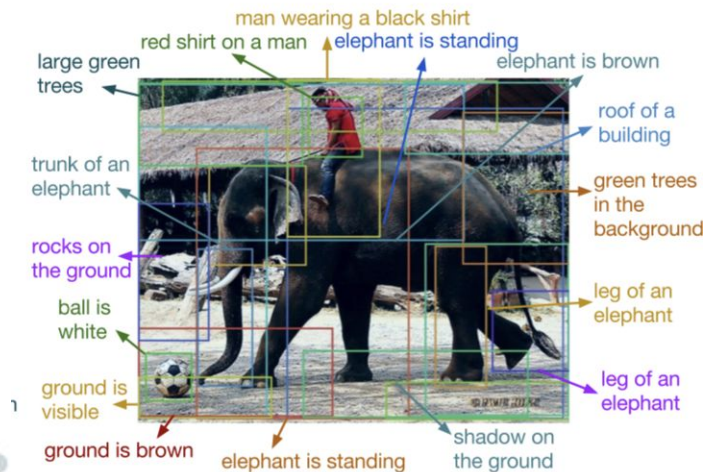 man wearing a black shirt
red shirt on a man
elephant is standing
elephant is brown
large green
trees
roof of a
building
trunk of an
elephant
green trees
in the
background
rocks on
the ground
leg of an
elephant
ball is
white
leg of an
elephant
ground is
visible
ground is brown
elephant is standing
shadow on
the ground